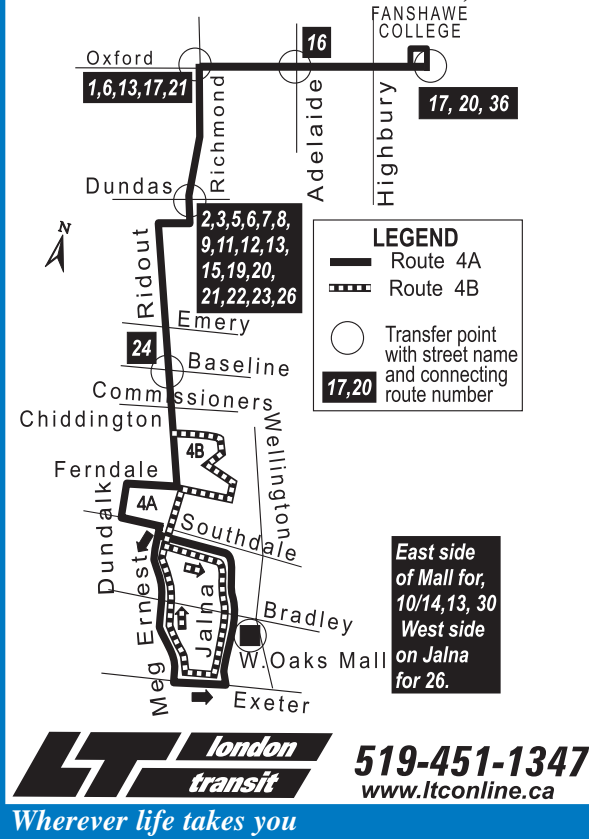 FANSHAWE
COLLEGE
16
Oxford
1,6,13,17,21
17, 20, 36
Richmond
Adelaide
Highbury
Dundas
2,3,5,6,7,8,
9,11,12,13,
15,19,20,
21,22,23,26
N
Ridout
LEGEND
Route 4A
Route 4B
Transfer point
with street name
and connecting
route number
17,20
Emery
24
Baseline
Commissioners
Chiddington
Wellington
4B
Ferndale
4A
Dundalk
Southdale
East side
of Mall for,
10/14,13, 30
West side
on Jalna
for 26.
Meg
Ernest
Jalna
Bradley
W.Oaks Mall
Exeter
LT
london
transit
519-451-1347
www.ltconline.ca
Wherever life takes you